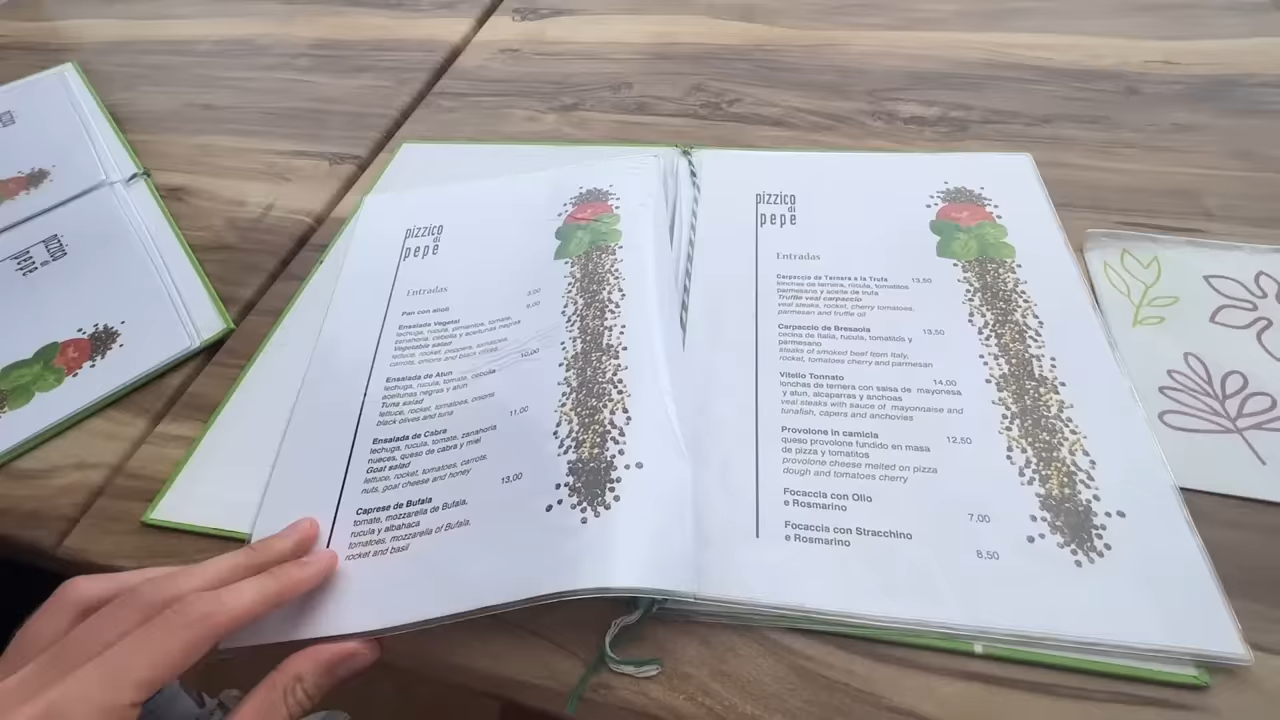 pizzico
di
pepe
Entradas
3,00
Pan con alioli
8,00
Ensalada Vegetal
lechuga, rucula, pimientos, tomate,
zanahoria, cebolla y aceitunas negras
Vegetable salad
lettuce, rocket, peppers, tomatoes,
carrots, onions and black olives
10,00
Ensalada de Atun
lechuga, rucula, tomate, cebolla
aceitunas negras y atun
Tuna salad
lettuce, rocket, tomatoes, onions
black olives and tuna
11,00
Ensalada de Cabra
lechuga, rucula, tomate, zanahoria
nueces, queso de cabra y miel
Goat salad
lettuce, rocket, tomatoes, carrots,
nuts, goat cheese and honey
13,00
Caprese de Bufala
tomate, mozzarella de Bufala,
rucula y albahaca
tomatoes, mozzarella of Bufala,
rocket and basil
pizzico
di
pepe
Entradas
Carpaccio de Ternera a la Trufa 13,50
lonchas de ternera, rucula, tomatitos
parmesano y aceite de trufa
Truffle veal carpaccio
veal steaks, rocket, cherry tomatoes,
parmesan and truffle oil
Carpaccio de Bresaola 13,50
cecina de Italia, rucula, tomatitos y
parmesano
steaks of smoked beef from Italy,
rocket, tomatoes cherry and parmesan
Vitello Tonnato 14,00
lonchas de ternera con salsa de mayonesa
y atun, alcaparras y anchoas
veal steaks with sauce of mayonnaise and
tunafish, capers and anchovies
Provolone in camicia 12,50
queso provolone fundido en masa
de pizza y tomatitos
provolone cheese melted on pizza
dough and tomatoes cherry
Focaccia con Olio
e Rosmarino
7,00
Focaccia con Stracchino
e Rosmarino
8,50
pizzico
di
pepe